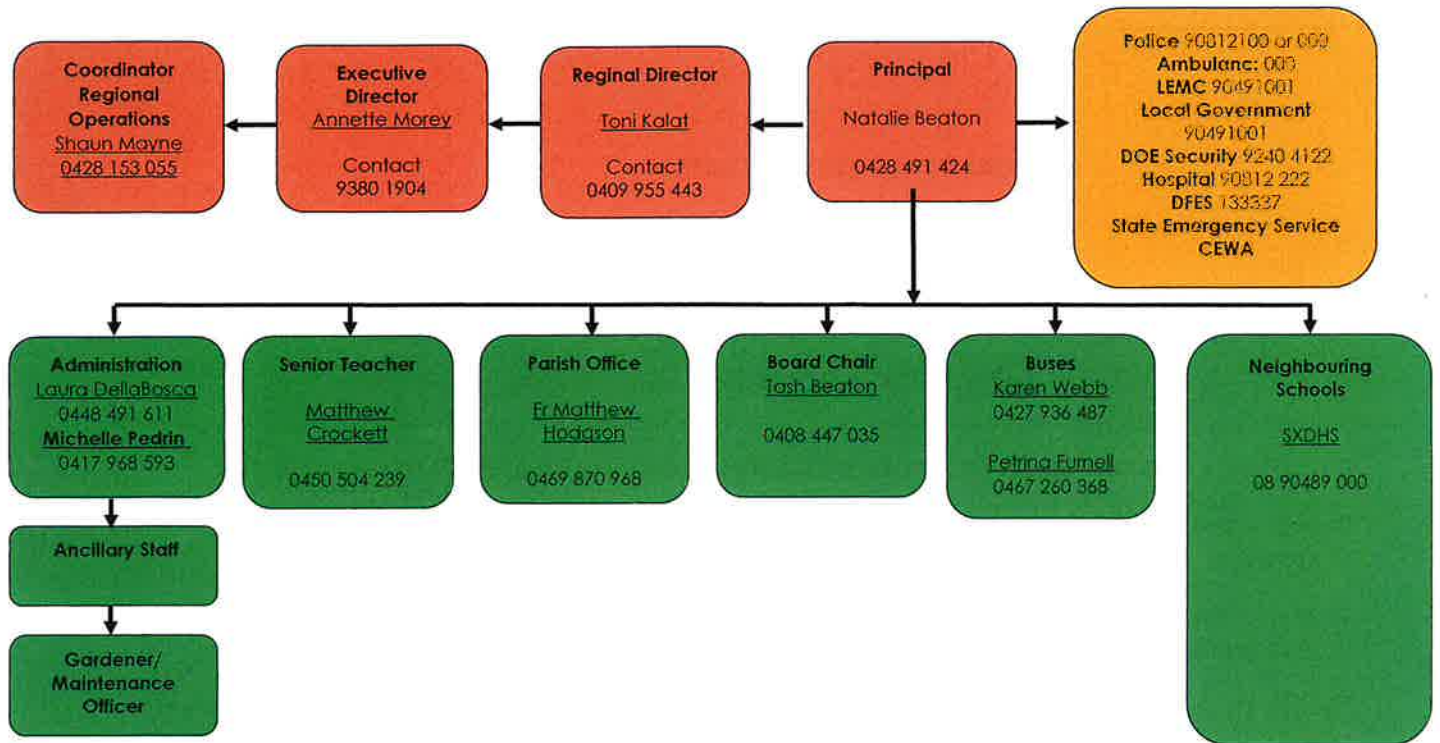 Coordinator
Regional
Operations
Shaun Mayne
0428 153 055
Executive
Director
Annette Morey
Contact
9380 1904
Reginal Director
Toni Kalat
Contact
0409 955 443
Principal
Natalie Beaton
0428 491 424
Police 90812100 or 000
Ambulanc: 000
LEMC 90491001
Local Government
90491001
DOE Security 9240 4122
Hospital 90812 222
DFES 133337
State Emergency Service
CEWA
Administration
Laura DellaBosca
0448 491 611
Michelle Pedrin
0417 968 593
Senior Teacher
Matthew
Crockett
0450 504 239
Parish Office
Fr Matthew
Hodgson
0469 870 968
Board Chair
Tash Beaton
0408 447 035
Buses
Karen Webb
0427 936 487
Petrina Furnell
0467 260 368
Neighbouring
Schools
SXDHS
08 90489 000
Ancillary Staff
Gardener/
Maintenance
Officer